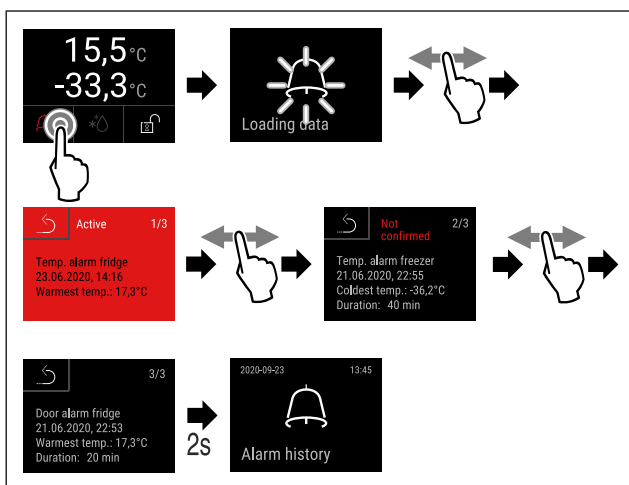 15,5°C
-33,3°C
Loading data
Active 1/3
Temp. alarm fridge
23.06.2020, 14:16
Warmest temp.: 17,3°C
Not confirmed 2/3
Temp. alarm freezer
21.06.2020, 22:55
Coldest temp.: -36,2°C
Duration: 40 min
3/3
Door alarm fridge
21.06.2020, 22:53
Warmest temp.: 17,3°C
Duration: 20 min
2s
2020-09-23 13:45
Alarm history